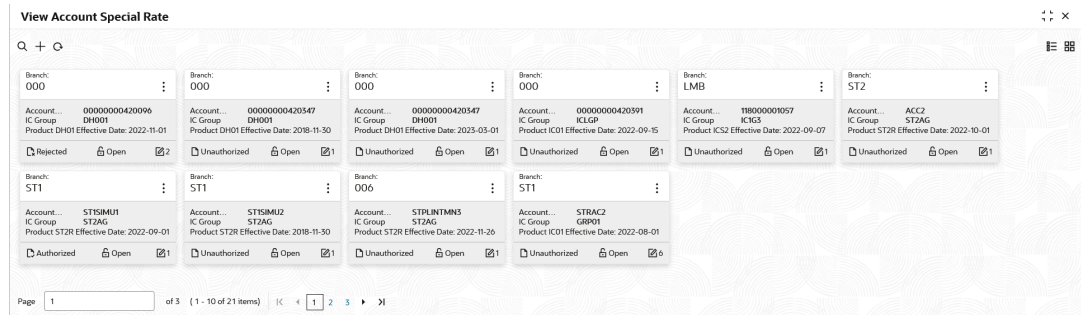 View Account Special Rate
Branch:
000
Account... 00000000420096
IC Group DH001
Product DH01 Effective Date: 2022-11-01
Rejected Open 2
Branch:
000
Account... 00000000420347
IC Group DH001
Product DH01 Effective Date: 2018-11-30
Unauthorized Open 1
Branch:
000
Account... 00000000420347
IC Group DH001
Product DH01 Effective Date: 2023-03-01
Unauthorized Open 1
Branch:
000
Account... 00000000420391
IC Group ICLGP
Product IC01 Effective Date: 2022-09-15
Unauthorized Open 1
Branch:
LMB
Account... 118000001057
IC Group IC1G3
Product ICS2 Effective Date: 2022-09-07
Unauthorized Open 1
Branch:
ST2
Account... ACC2
IC Group ST2AG
Product ST2R Effective Date: 2022-10-01
Unauthorized Open 1
Branch:
ST1
Account... ST1SIMU1
IC Group ST2AG
Product ST2R Effective Date: 2022-09-01
Authorized Open 1
Branch:
ST1
Account... ST1SIMU2
IC Group ST2AG
Product ST2R Effective Date: 2018-11-30
Unauthorized Open 1
Branch:
006
Account... STPLINTMN3
IC Group ST2AG
Product ST2R Effective Date: 2022-11-26
Unauthorized Open 1
Branch:
ST1
Account... STRAC2
IC Group GRP01
Product IC01 Effective Date: 2022-08-01
Unauthorized Open 6
Page 1 of 3 (1 - 10 of 21 items) 1 2 3